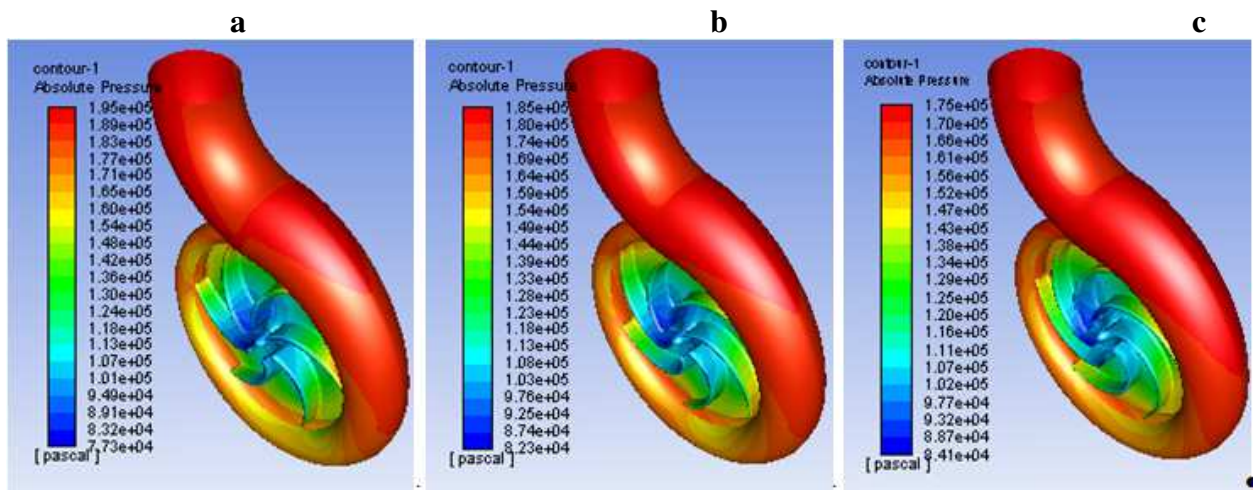 a
b
c
contour-1
Absolute Pressure
1.95e+05
1.89e+05
1.83e+05
1.77e+05
1.71e+05
1.65e+05
1.60e+05
1.54e+05
1.48e+05
1.42e+05
1.36e+05
1.30e+05
1.24e+05
1.18e+05
1.13e+05
1.07e+05
1.01e+05
9.49e+04
8.91e+04
8.32e+04
7.73e+04
[ pascal ]
contour-1
Absolute Pressure
1.85e+05
1.80e+05
1.74e+05
1.69e+05
1.64e+05
1.59e+05
1.54e+05
1.49e+05
1.44e+05
1.39e+05
1.33e+05
1.28e+05
1.23e+05
1.18e+05
1.13e+05
1.08e+05
1.03e+05
9.76e+04
9.25e+04
8.74e+04
8.23e+04
[ pascal ]
contour-1
Absolute Pressure
1.75e+05
1.70e+05
1.66e+05
1.61e+05
1.56e+05
1.52e+05
1.47e+05
1.43e+05
1.38e+05
1.34e+05
1.29e+05
1.25e+05
1.20e+05
1.16e+05
1.11e+05
1.07e+05
1.02e+05
9.77e+04
9.32e+04
8.87e+04
8.41e+04
[ pascal ]